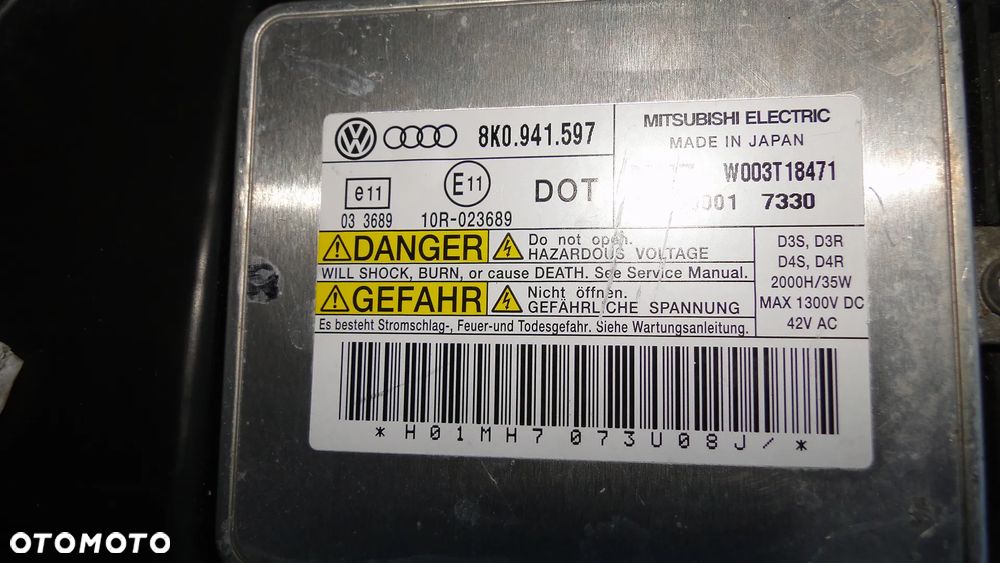 8K0.941.597
MITSUBISHI ELECTRIC
MADE IN JAPAN
W003T18471
001 7330
e11
03 3689
E11
10R-023689
DOT
DANGER
Do not open.
HAZARDOUS VOLTAGE
WILL SHOCK, BURN, or cause DEATH. See Service Manual.
GEFAHR
Nicht öffnen.
GEFÄHRLICHE SPANNUNG
Es besteht Stromschlag-, Feuer-und Todesgefahr. Siehe Wartungsanleitung.
D3S, D3R
D4S, D4R
2000H/35W
MAX 1300V DC
42V AC
*H01MH7073U08J/*
OTOMOTO